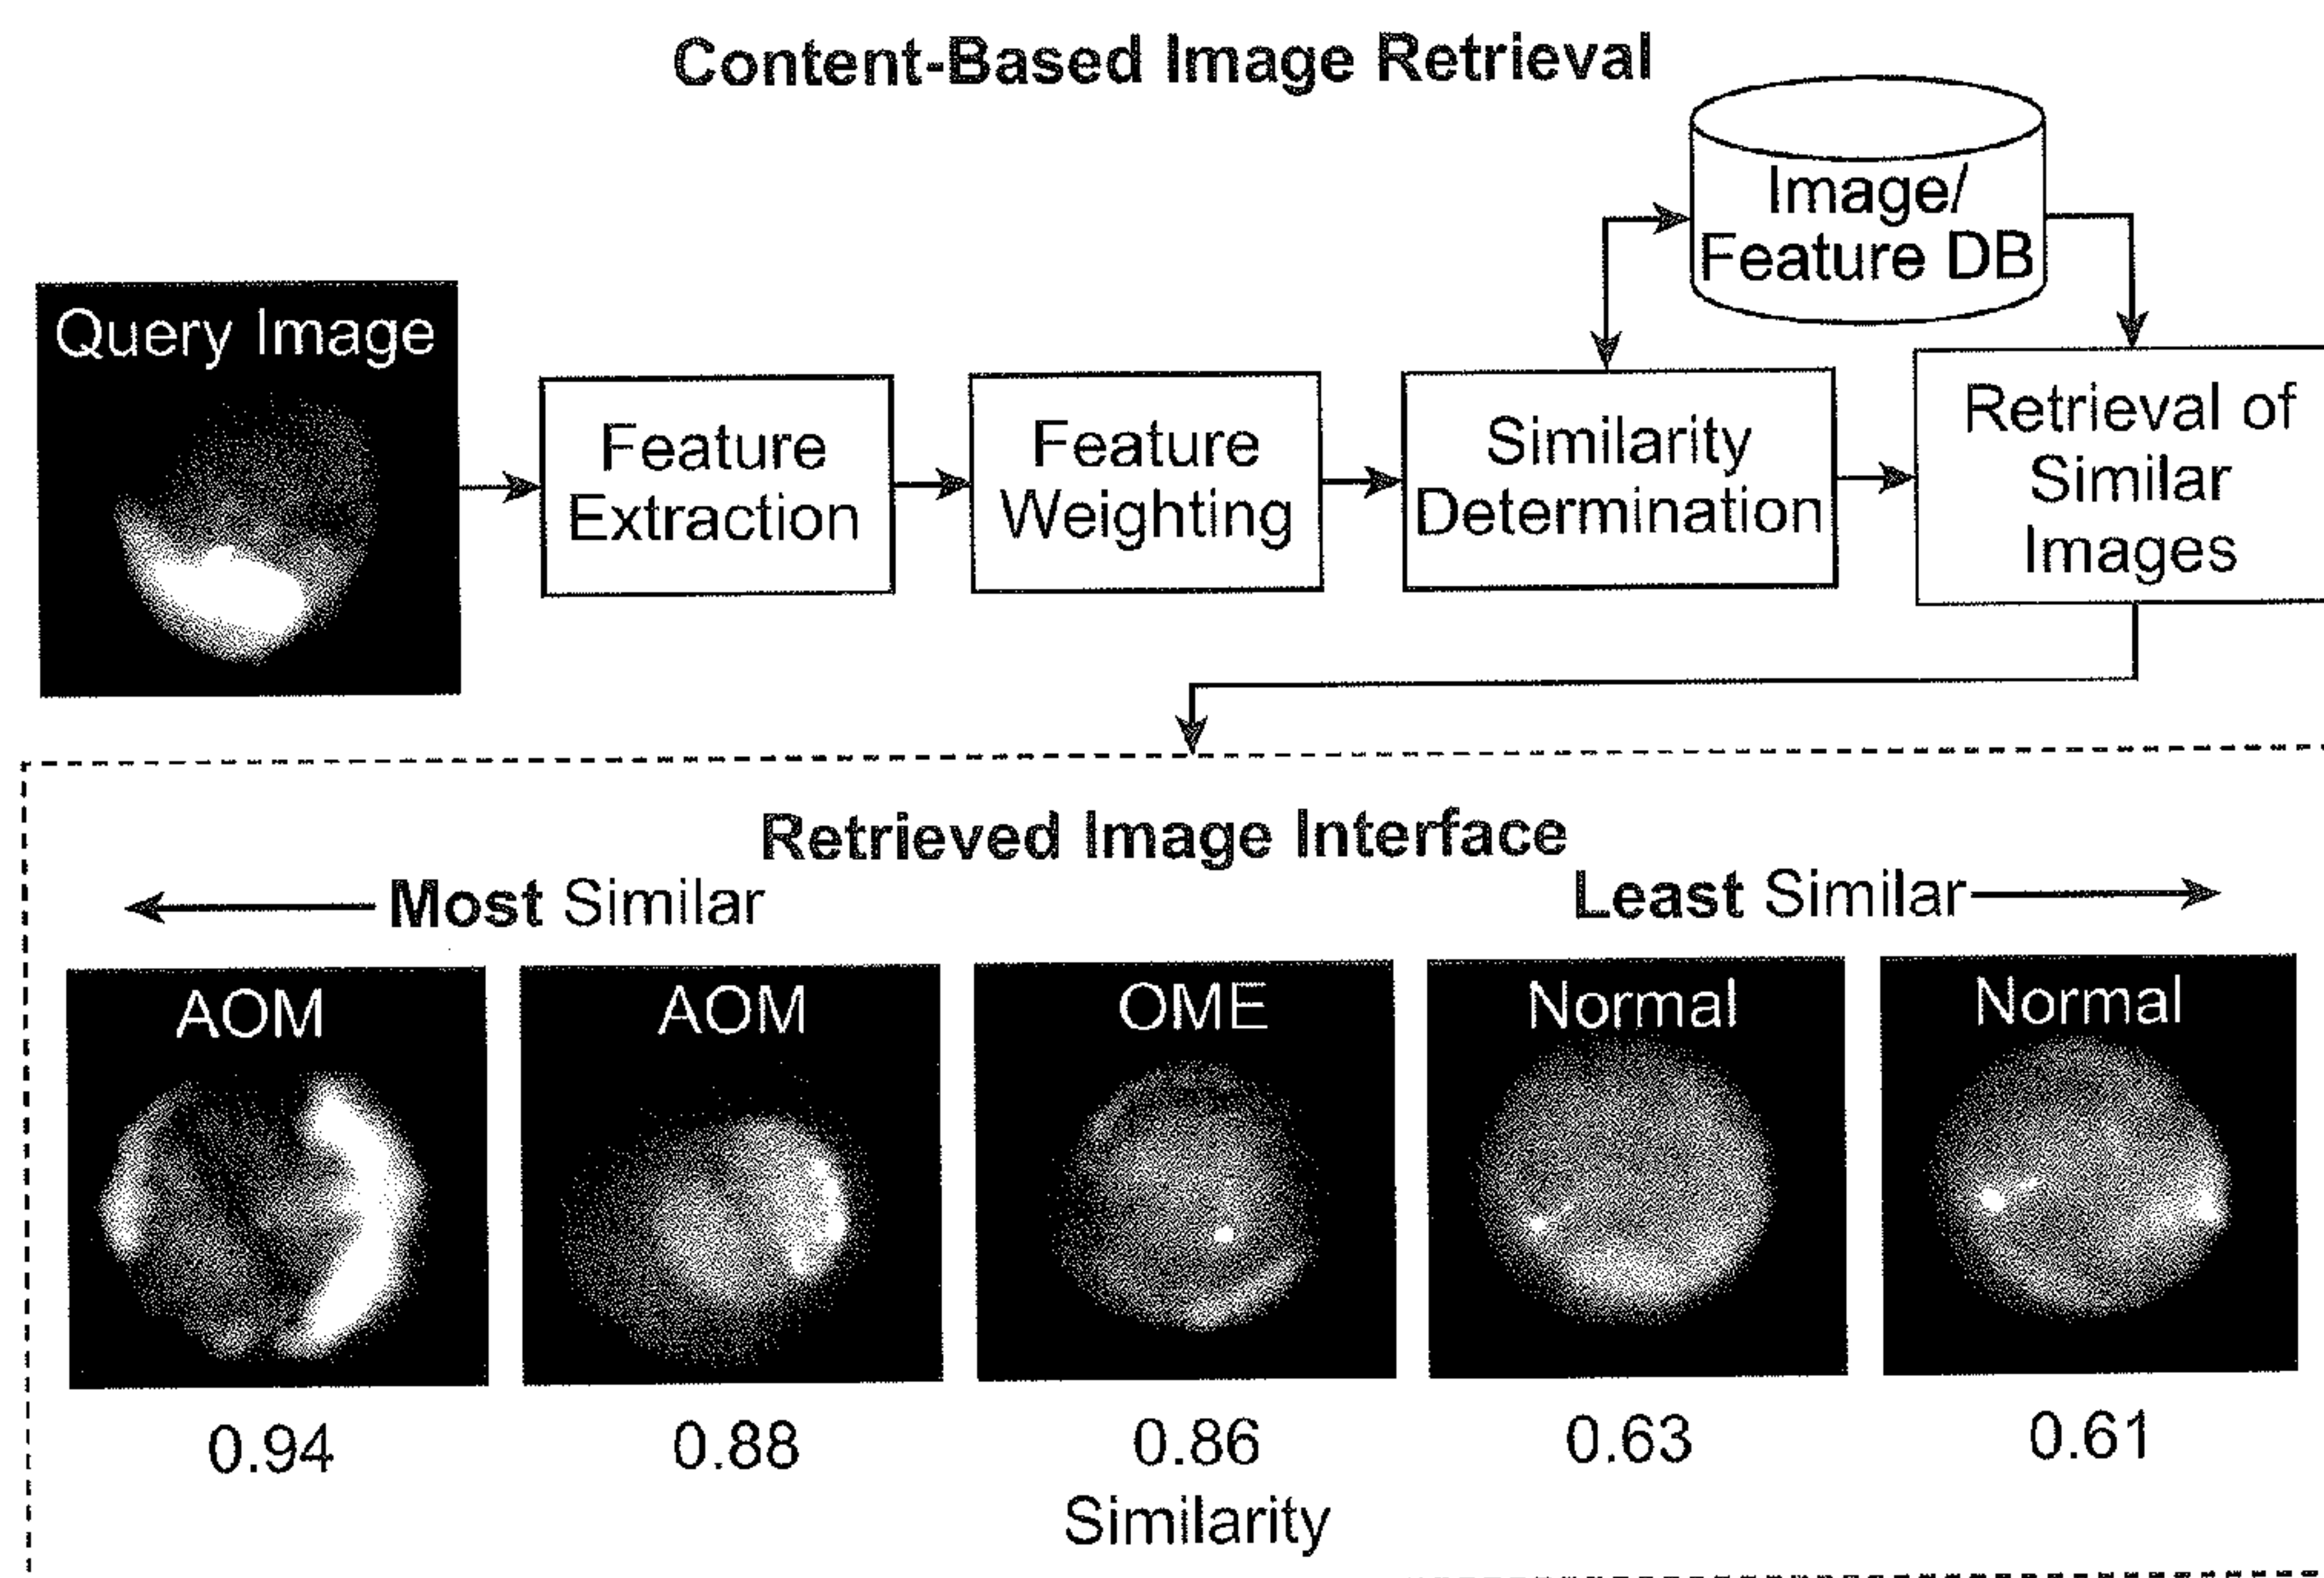 Content-Based Image Retrieval
Image/
Feature DB
Query Image
Feature
Extraction
Feature
Weighting
Similarity
Determination
Retrieval of
Similar
Images
Retrieved Image Interface
Most Similar
Least Similar
AOM
AOM
OME
Normal
Normal
0.94
0.88
0.86
0.63
0.61
Similarity